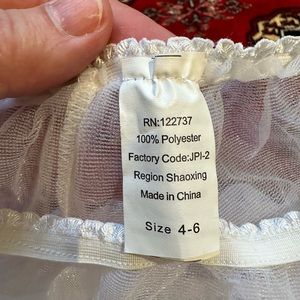 RN:122737
100% Polyester
Factory Code:JPI-2
Region Shaoxing
Made in China
Size 4-6